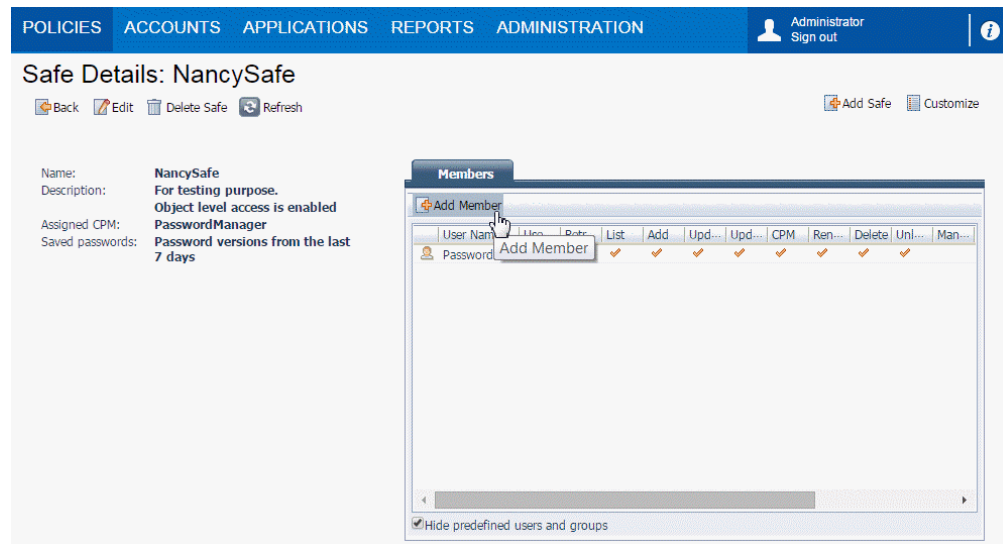 POLICIES ACCOUNTS APPLICATIONS REPORTS ADMINISTRATION Administrator
Sign out
Safe Details: NancySafe
Back Edit Delete Safe Refresh Add Safe Customize
Name: NancySafe
Description: For testing purpose.
Object level access is enabled
Assigned CPM: PasswordManager
Saved passwords: Password versions from the last
7 days
Members
Add Member
User Nam List Add Upd... Upd... CPM Ren... Delete Unl... Man...
Add Member
Password
Hide predefined users and groups